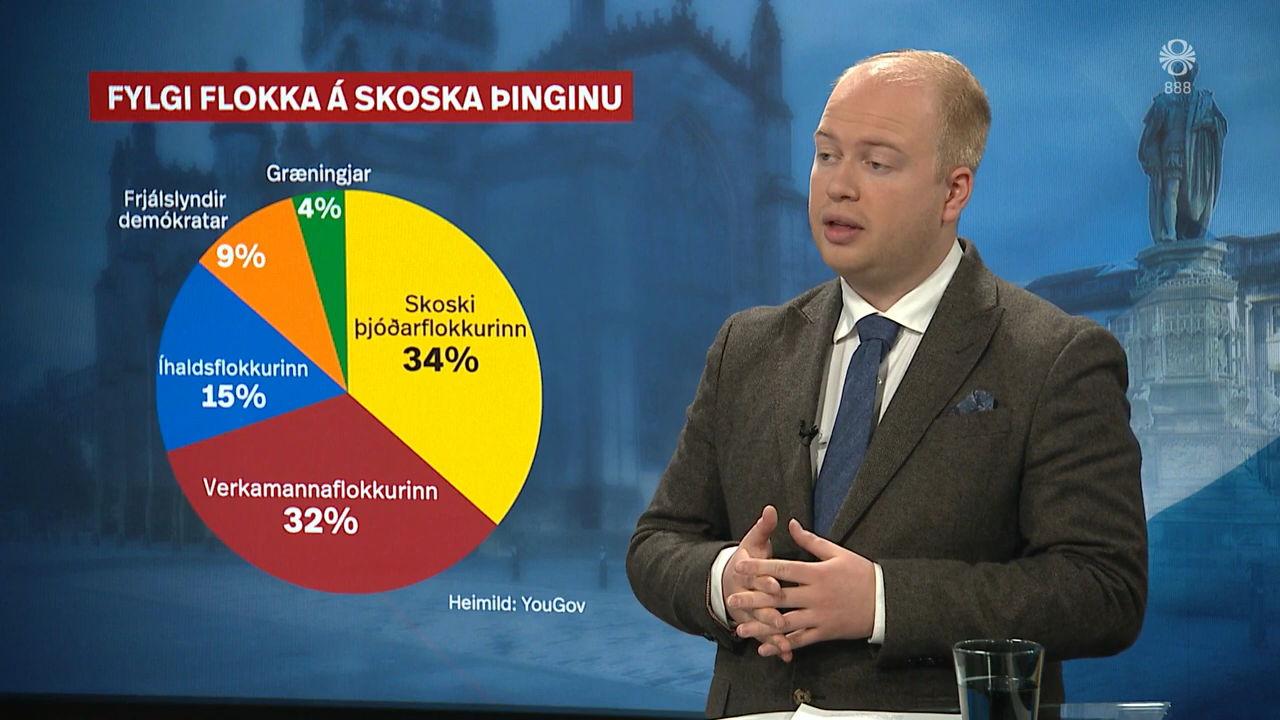 FYLGI FLOKKA Á SKOSKA ÞINGINU
Græningjar
4%
Frjálslyndir
demókratar
9%
Skoski
þjóðarflokkurinn
34%
Íhaldsflokkurinn
15%
Verkamannaflokkurinn
32%
Heimild: YouGov
888